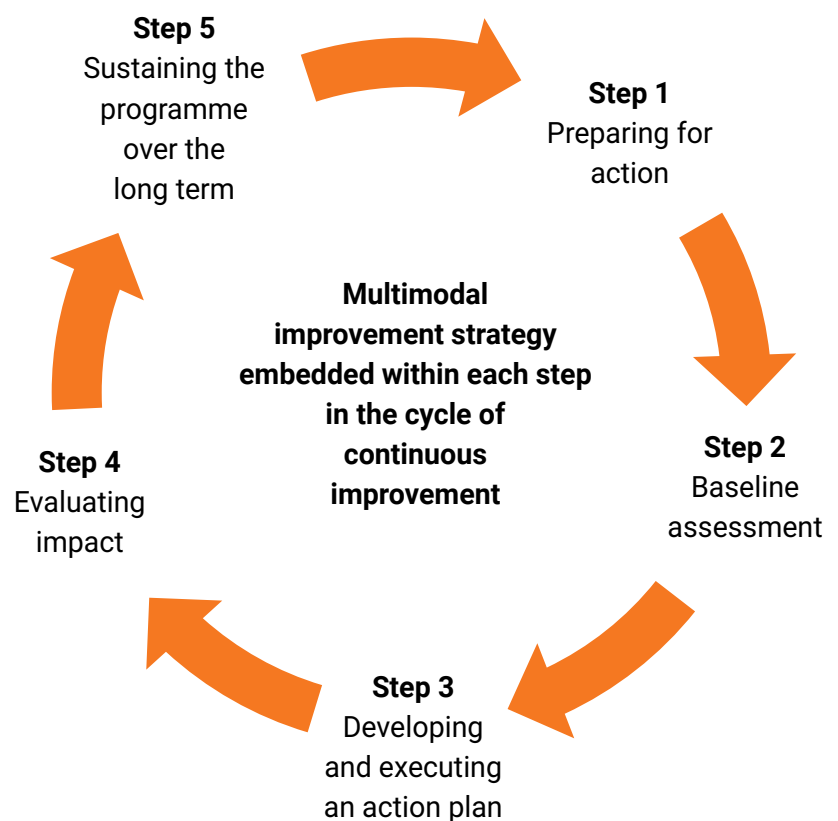 Step 1
Preparing for
action
Step 2
Baseline
assessment
Step 3
Developing
and executing
an action plan
Step 4
Evaluating
impact
Step 5
Sustaining the
programme
over the
long term
Multimodal
improvement strategy
embedded within each step
in the cycle of
continuous
improvement